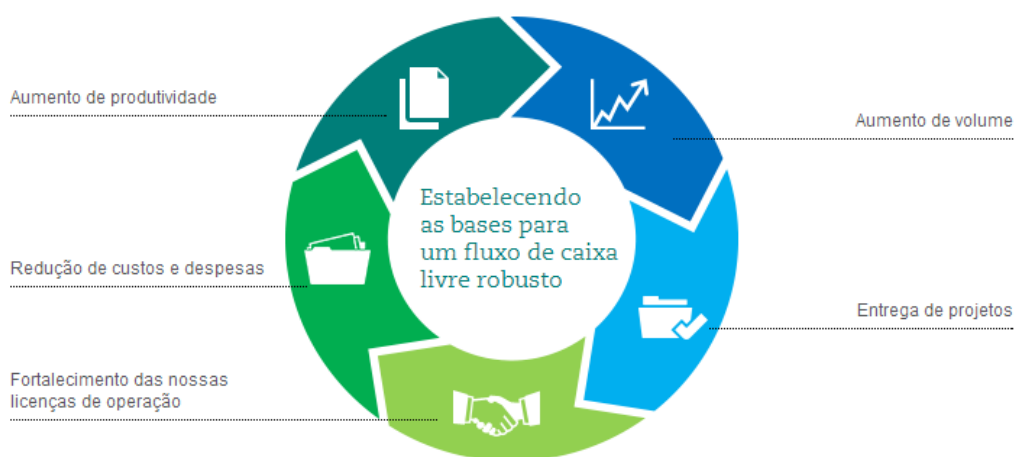 Aumento de produtividade
Aumento de volume
Estabelecendo
as bases para
um fluxo de caixa
livre robusto
Redução de custos e despesas
Entrega de projetos
Fortalecimento das nossas
licenças de operação